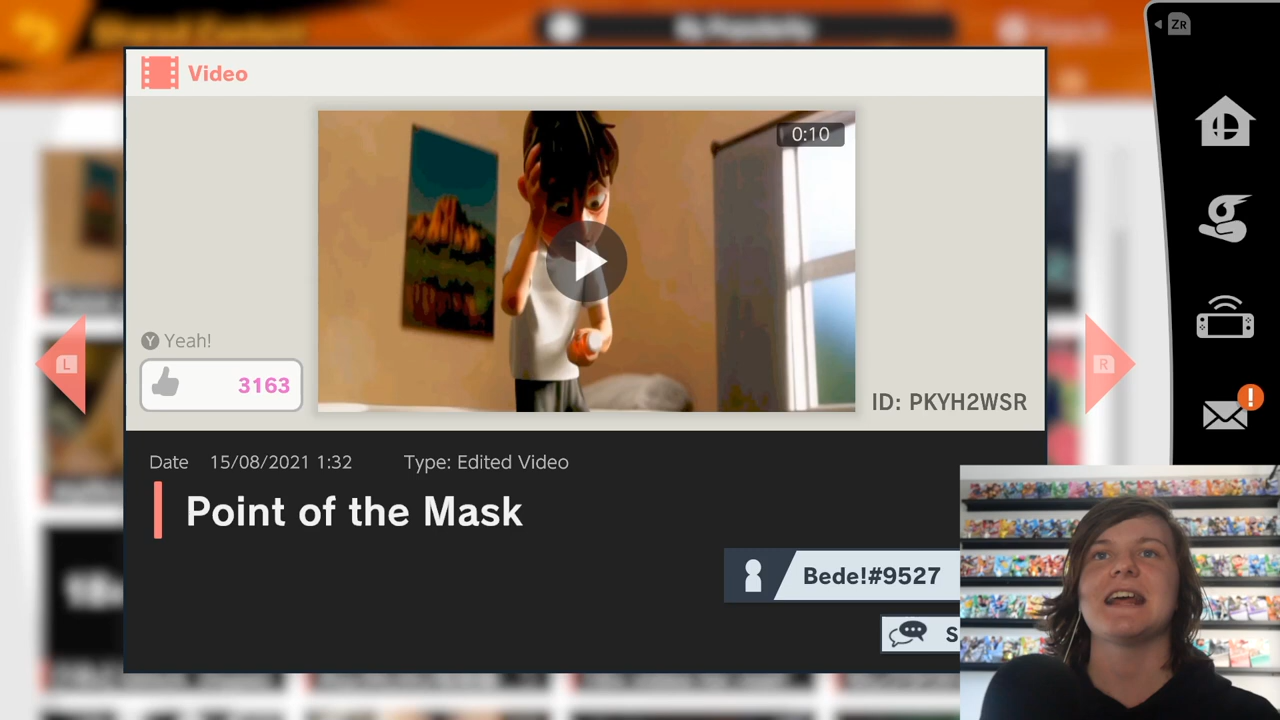 ZR
Video
0:10
Y Yeah!
3163
L
R
ID: PKYH2WSR
Date 15/08/2021 1:32 Type: Edited Video
Point of the Mask
Bede!#9527
S